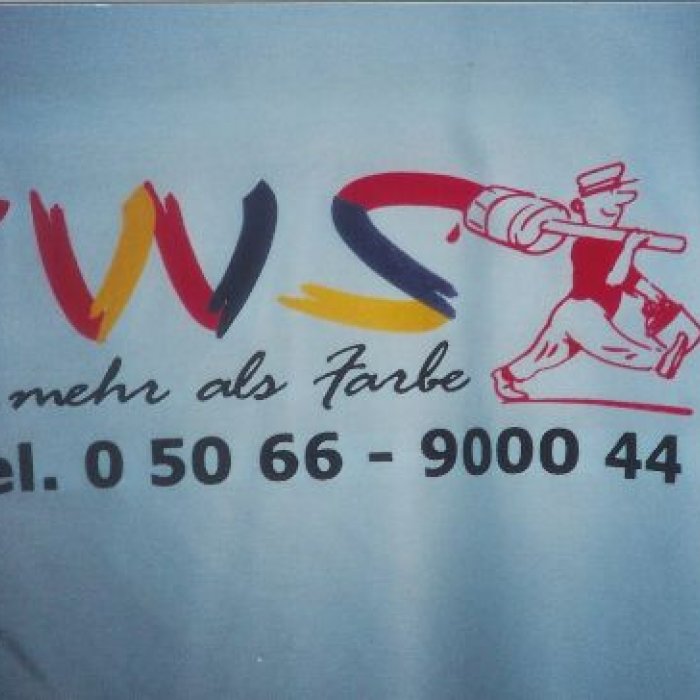 WS
mehr als Farbe
el. 0 50 66 - 9000 44